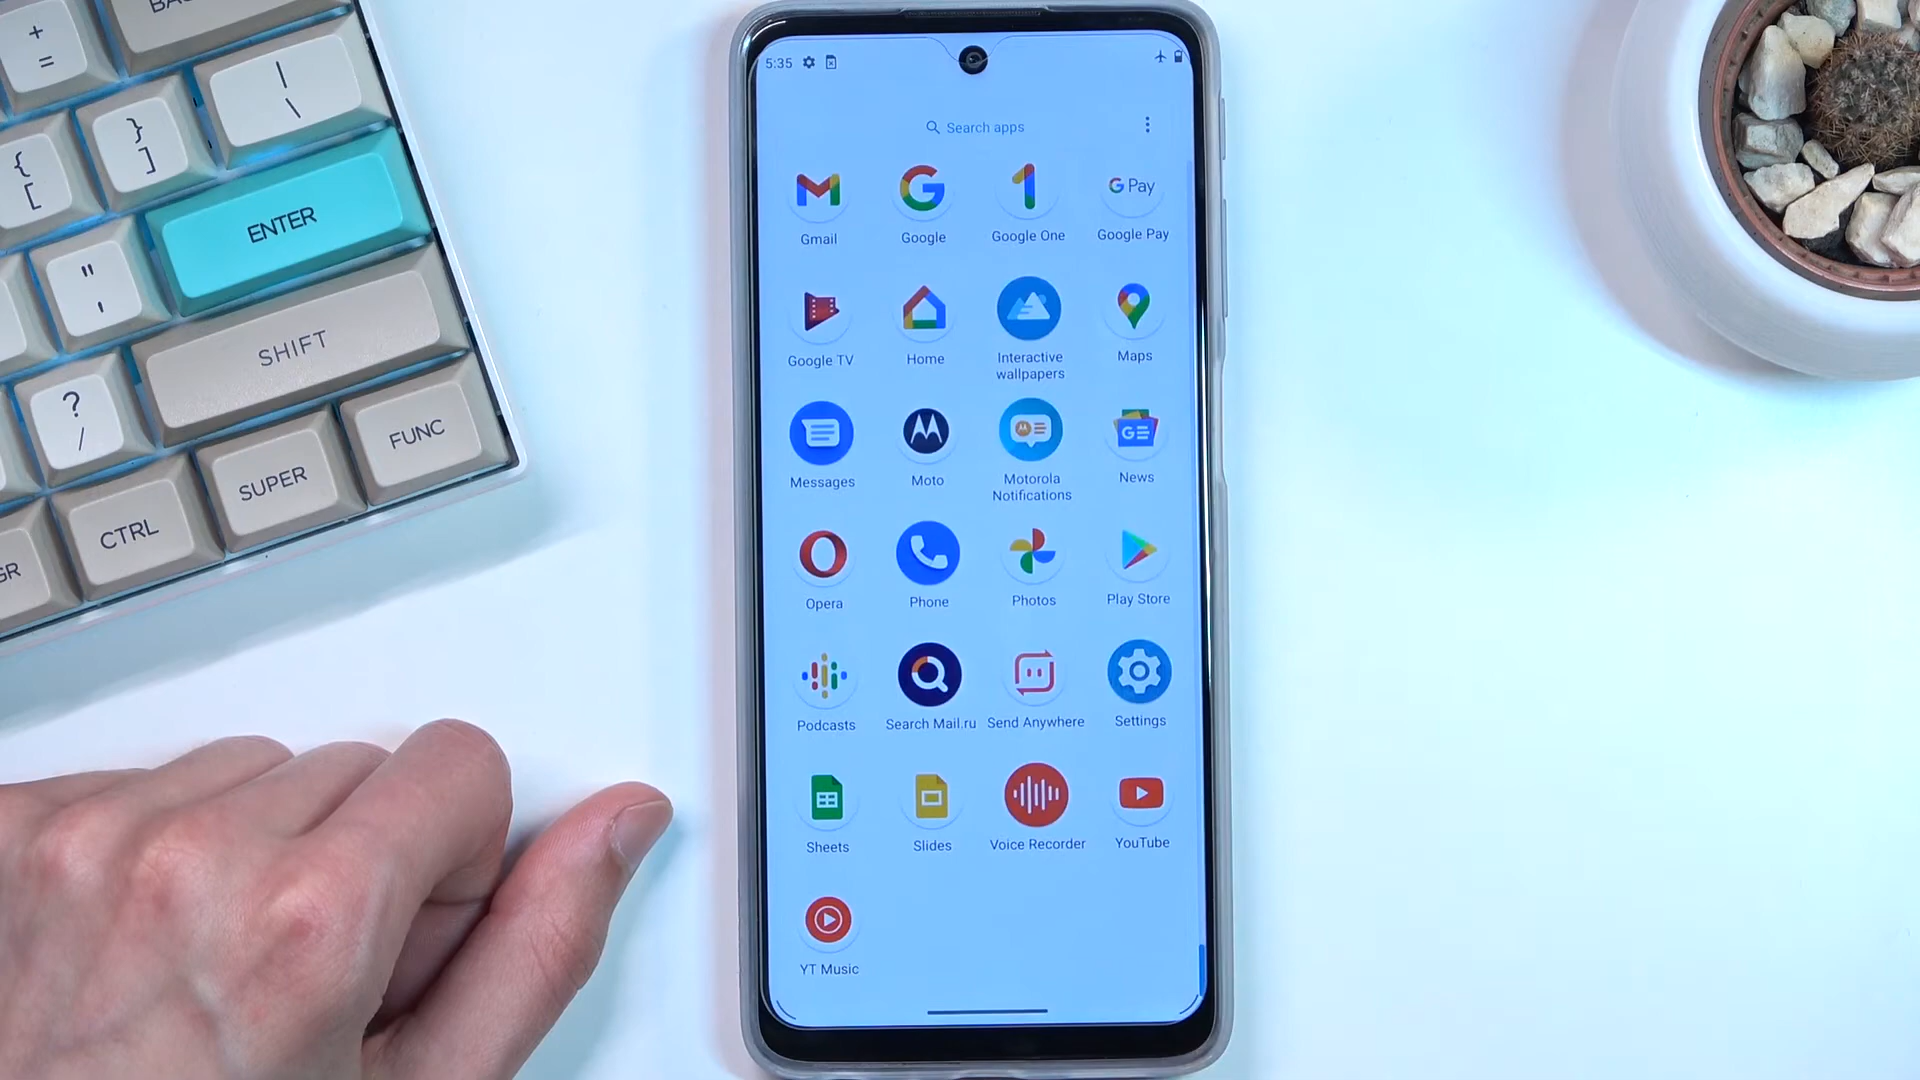 +
=
|
\
}
]
{
[
ENTER
"
'
SHIFT
?
/
FUNC
SUPER
CTRL
GR
5:35
Search apps
Gmail
Google
Google One
G Pay
Google Pay
Google TV
Home
Interactive
wallpapers
Maps
Messages
Moto
Motorola
Notifications
News
Opera
Phone
Photos
Play Store
Podcasts
Search Mail.ru
Send Anywhere
Settings
Sheets
Slides
Voice Recorder
YouTube
YT Music